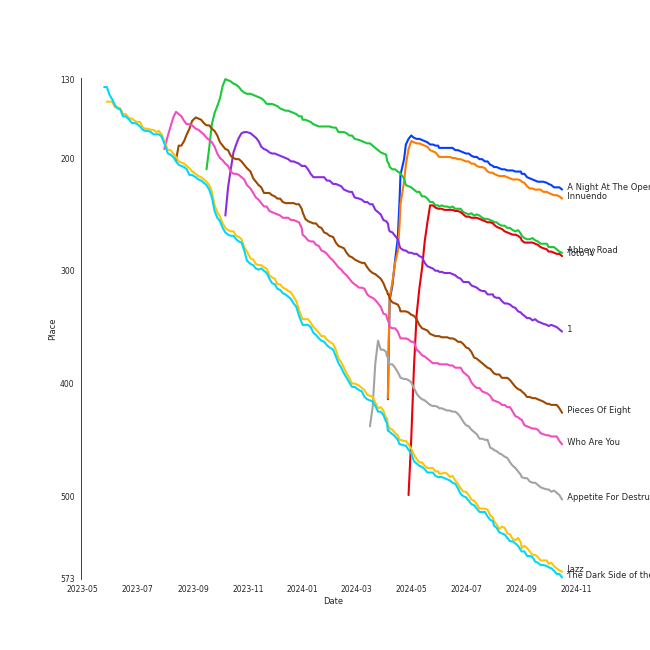 130
200
300
400
500
573
Place
2023-05
2023-07
2023-09
2023-11
2024-01
2024-03
2024-05
2024-07
2024-09
2024-11
Date
A Night At The Oper
Innuendo
Abbey Road
Toto IV
1
Pieces Of Eight
Who Are You
Appetite For Destru
Jazz
The Dark Side of the